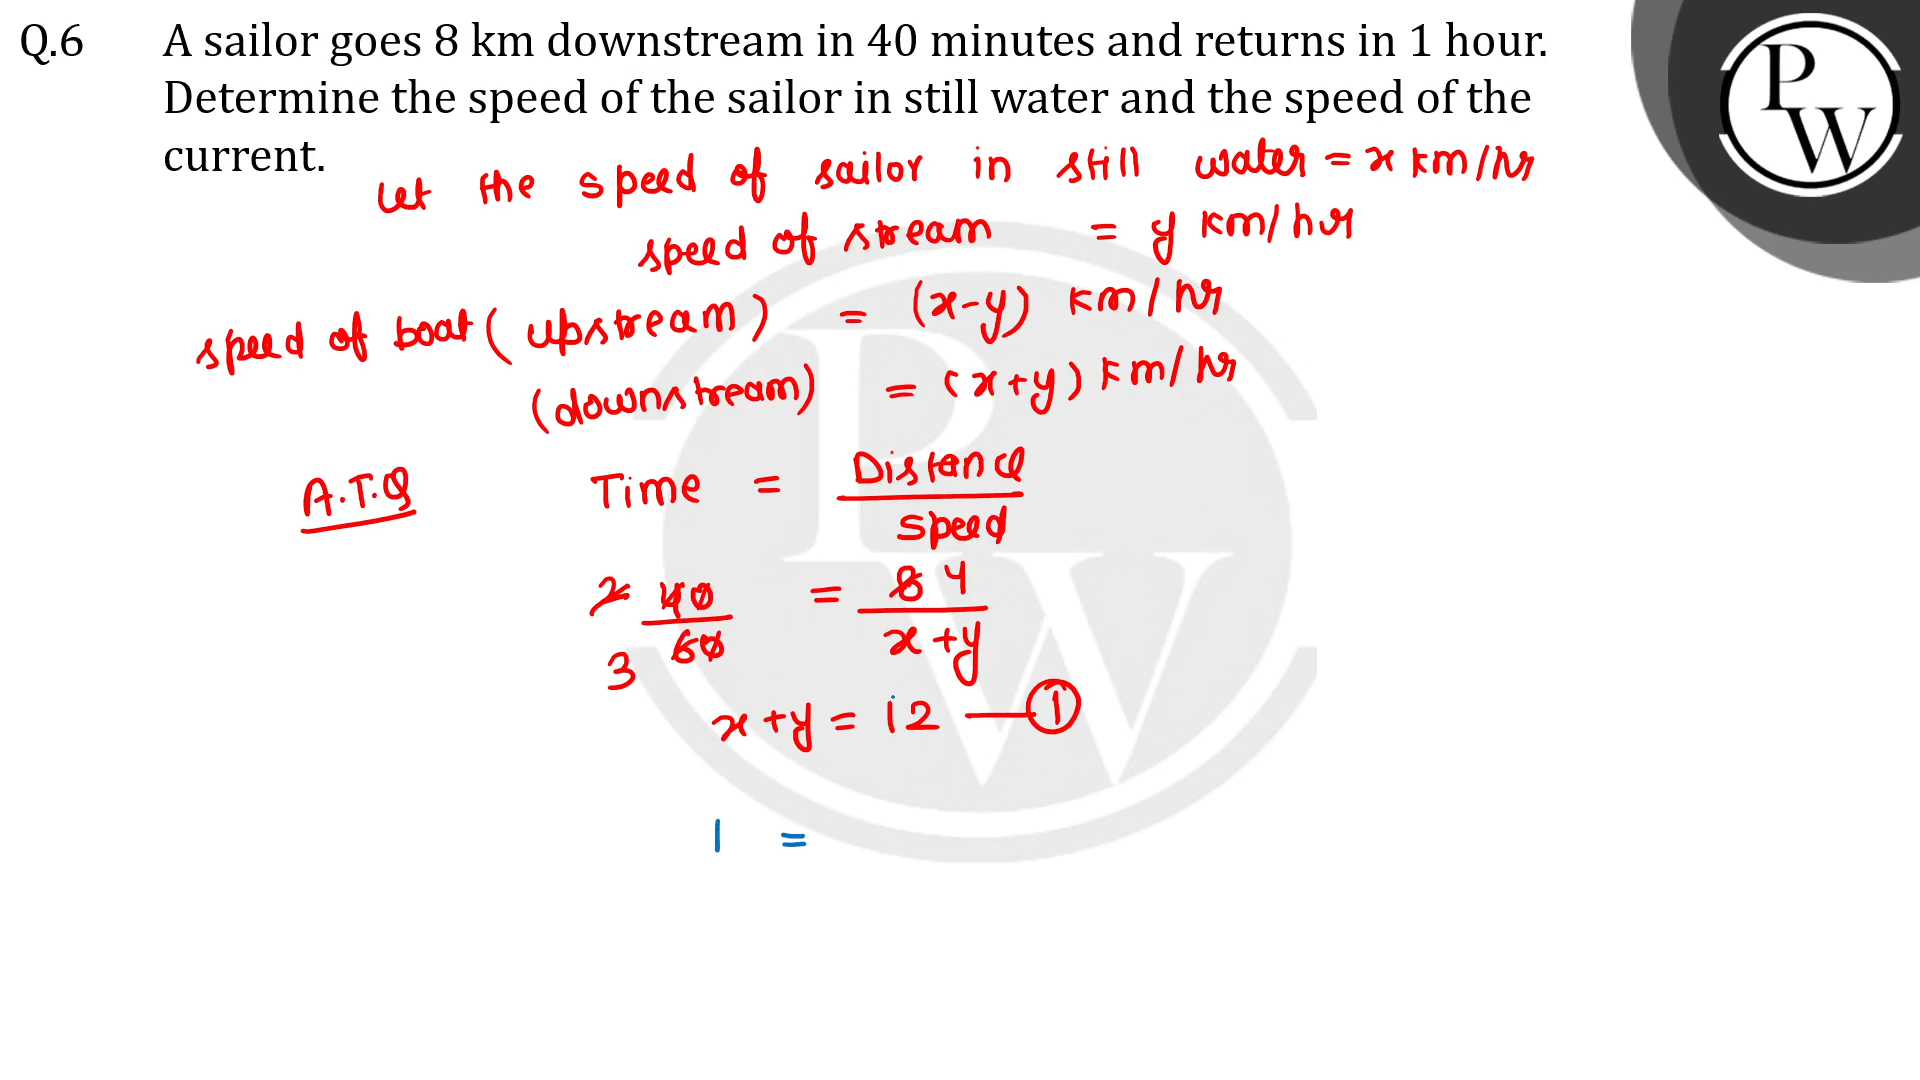 Q.6 A sailor goes 8 km downstream in 40 minutes and returns in 1 hour.
Determine the speed of the sailor in still water and the speed of the
current.
Let the speed of sailor in still water = x km/hr
speed of stream = y km/hr
speed of boat (upstream) = (x-y) km/hr
(downstream) = (x+y) km/hr
A.T.Q Time = Distance
speed
2 40 = 8 4
3 60 x+y
x+y = 12 — ①
1 =
PW
PW